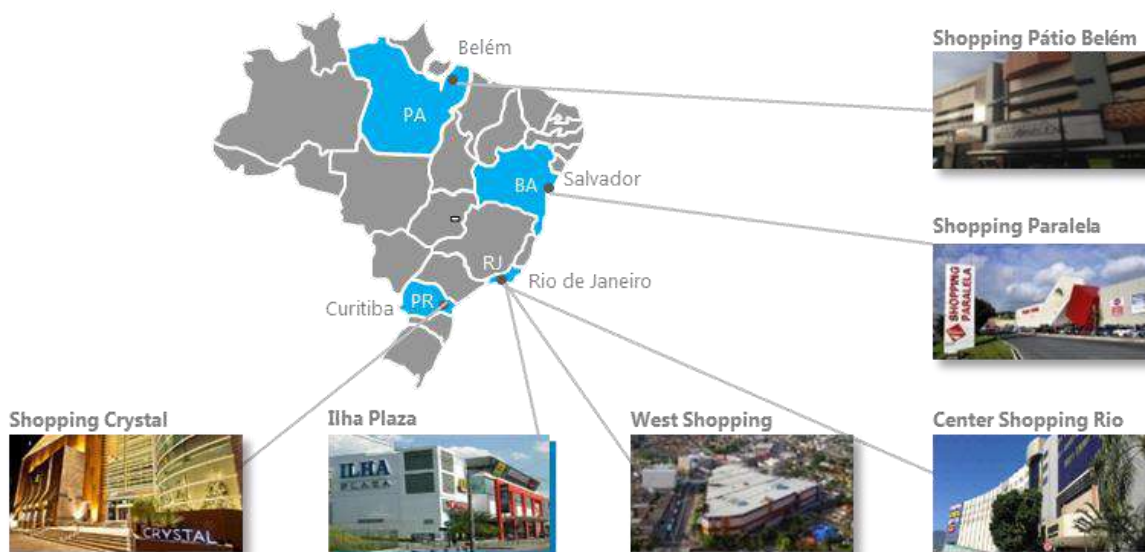 Shopping Pátio Belém
Belém
PA
BA
Salvador
Shopping Paralela
SHOPPING
PARALELA
RJ
Rio de Janeiro
PR
Curitiba
Shopping Crystal
Ilha Plaza
West Shopping
Center Shopping Rio
ILHA
PLAZA
CRYSTAL